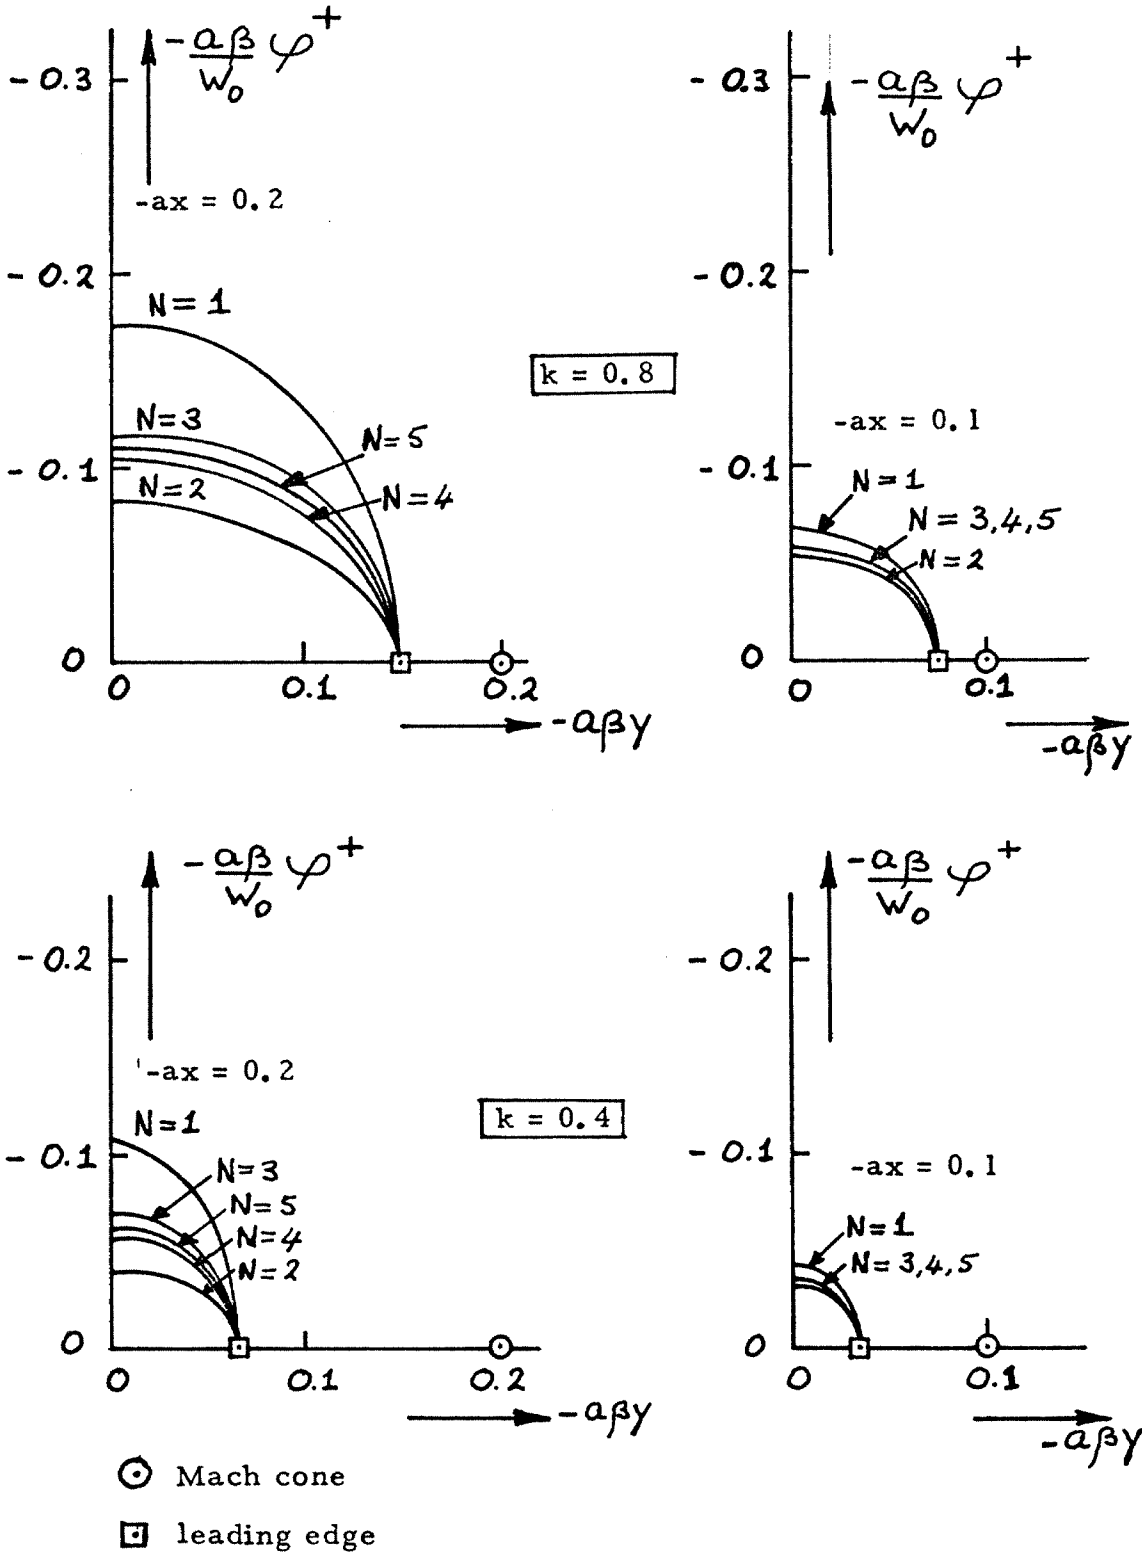 -aβ/W₀ φ⁺
-0.3
-ax = 0.2
-0.2
N=1
N=3
N=5
-0.1
N=2
N=4
0
0 0.1 0.2
-aβy
-aβ/W₀ φ⁺
-0.3
-0.2
-ax = 0.1
-0.1
N=1
N=3,4,5
N=2
0
0 0.1
-aβy
k = 0.8
-aβ/W₀ φ⁺
-0.2
-ax = 0.2
N=1
-0.1
N=3
N=5
N=4
N=2
0
0 0.1 0.2
-aβy
-aβ/W₀ φ⁺
-0.2
-0.1
-ax = 0.1
N=1
N=3,4,5
0
0 0.1
-aβy
k = 0.4
Mach cone
leading edge